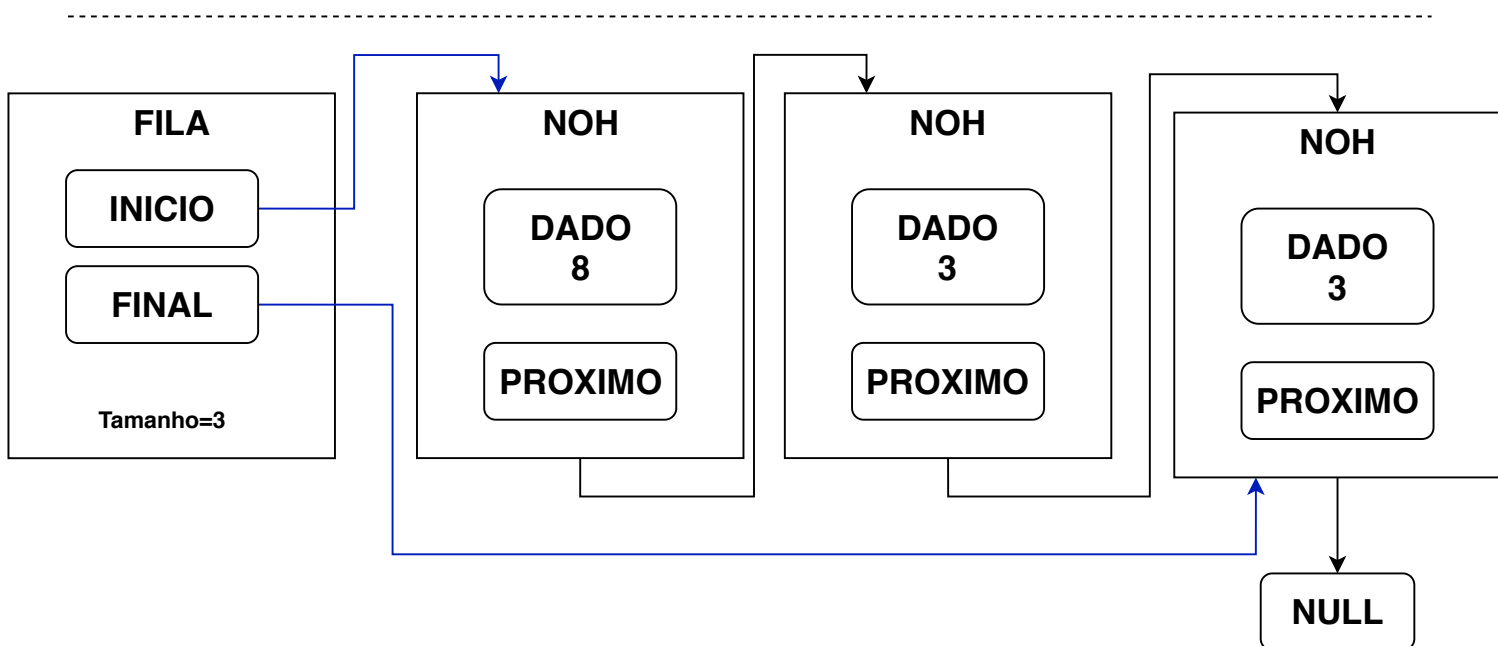 FILA
INICIO
FINAL
Tamanho=3
NOH
DADO
8
PROXIMO
NOH
DADO
3
PROXIMO
NOH
DADO
3
PROXIMO
NULL